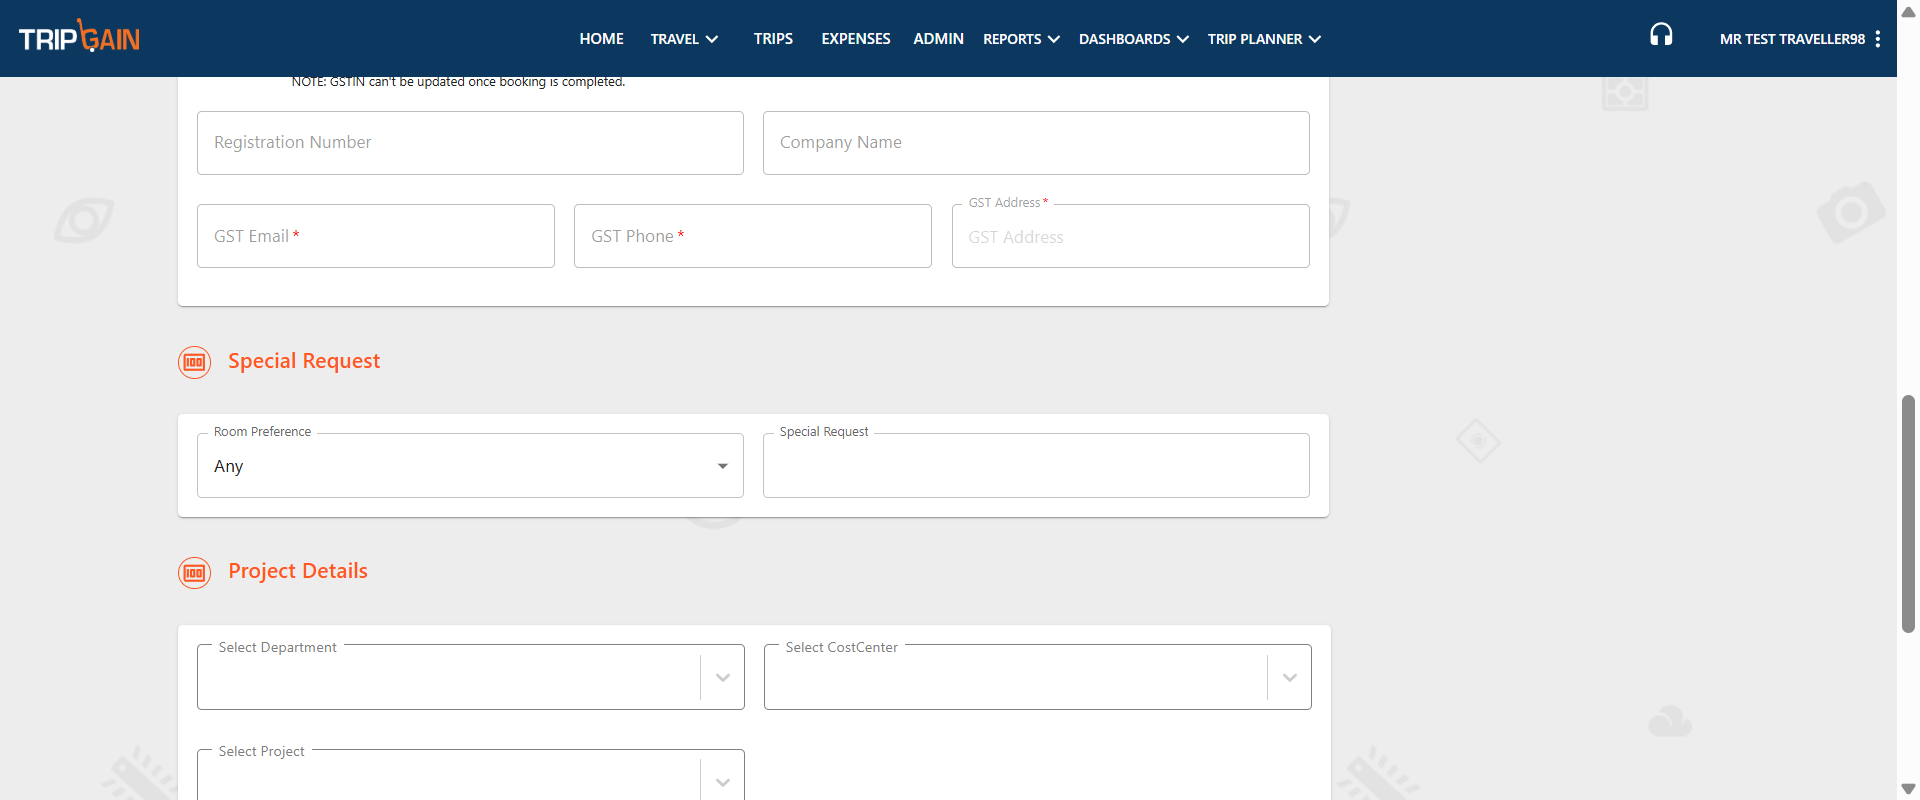 TRIPGAIN
HOME TRAVEL TRIPS EXPENSES ADMIN REPORTS DASHBOARDS TRIP PLANNER MR TEST TRAVELLER98
NOTE: GSTIN can't be updated once booking is completed.
Registration Number Company Name
GST Address *
GST Email * GST Phone * GST Address
Special Request
Room Preference Special Request
Any
Project Details
Select Department Select CostCenter
Select Project